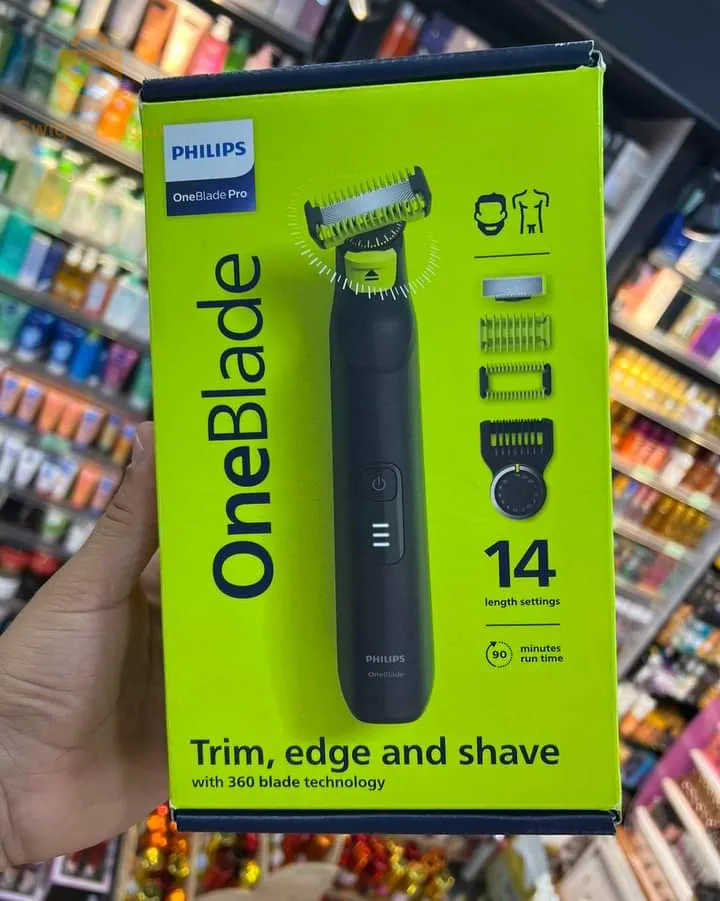 PHILIPS
OneBlade Pro
OneBlade
14
length settings
90
minutes
run time
PHILIPS
OneBlade
Trim, edge and shave
with 360 blade technology